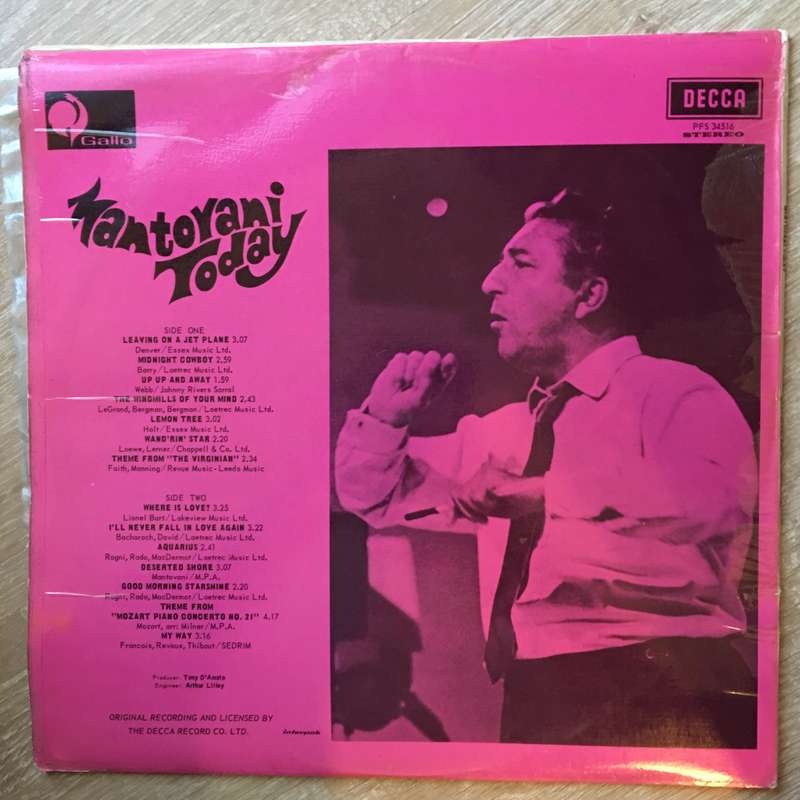 Gallo
DECCA
PFS 34516
STEREO
Mantovani
Today
SIDE ONE
LEAVING ON A JET PLANE 3.07
Denver/Essex Music Ltd.
MIDNIGHT COWBOY 2.59
Barry/Laetrec Music Ltd.
UP UP AND AWAY 1.59
Webb/Johnny Rivers Sarral
THE WINDMILLS OF YOUR MIND 2.43
LeGrand, Bergman, Bergman/Laetrec Music Ltd.
LEMON TREE 3.02
Holt/Essex Music Ltd.
WAND'RIN' STAR 2.20
Loewe, Lerner/Chappell & Co. Ltd.
THEME FROM "THE VIRGINIAN" 2.34
Faith, Manning/Revue Music-Leeds Music
SIDE TWO
WHERE IS LOVE? 3.25
Lionel Bart/Lakeview Music Ltd.
I'LL NEVER FALL IN LOVE AGAIN 3.22
Bacharach, David/Laetrec Music Ltd.
AQUARIUS 2.41
Ragni, Rado, MacDermot/Laetrec Music Ltd.
DESERTED SHORE 3.07
Mantovani/M.P.A.
GOOD MORNING STARSHINE 2.20
Ragni, Rado, MacDermot/Laetrec Music Ltd.
THEME FROM
"MOZART PIANO CONCERTO NO. 21" 4.17
Mozart, arr: Milner/M.P.A.
MY WAY 3.16
Francois, Revaux, Thibaut/SEDRIM
Producer: Tony D'Amato
Engineer: Arthur Lilley
ORIGINAL RECORDING AND LICENSED BY
THE DECCA RECORD CO. LTD.
interpak